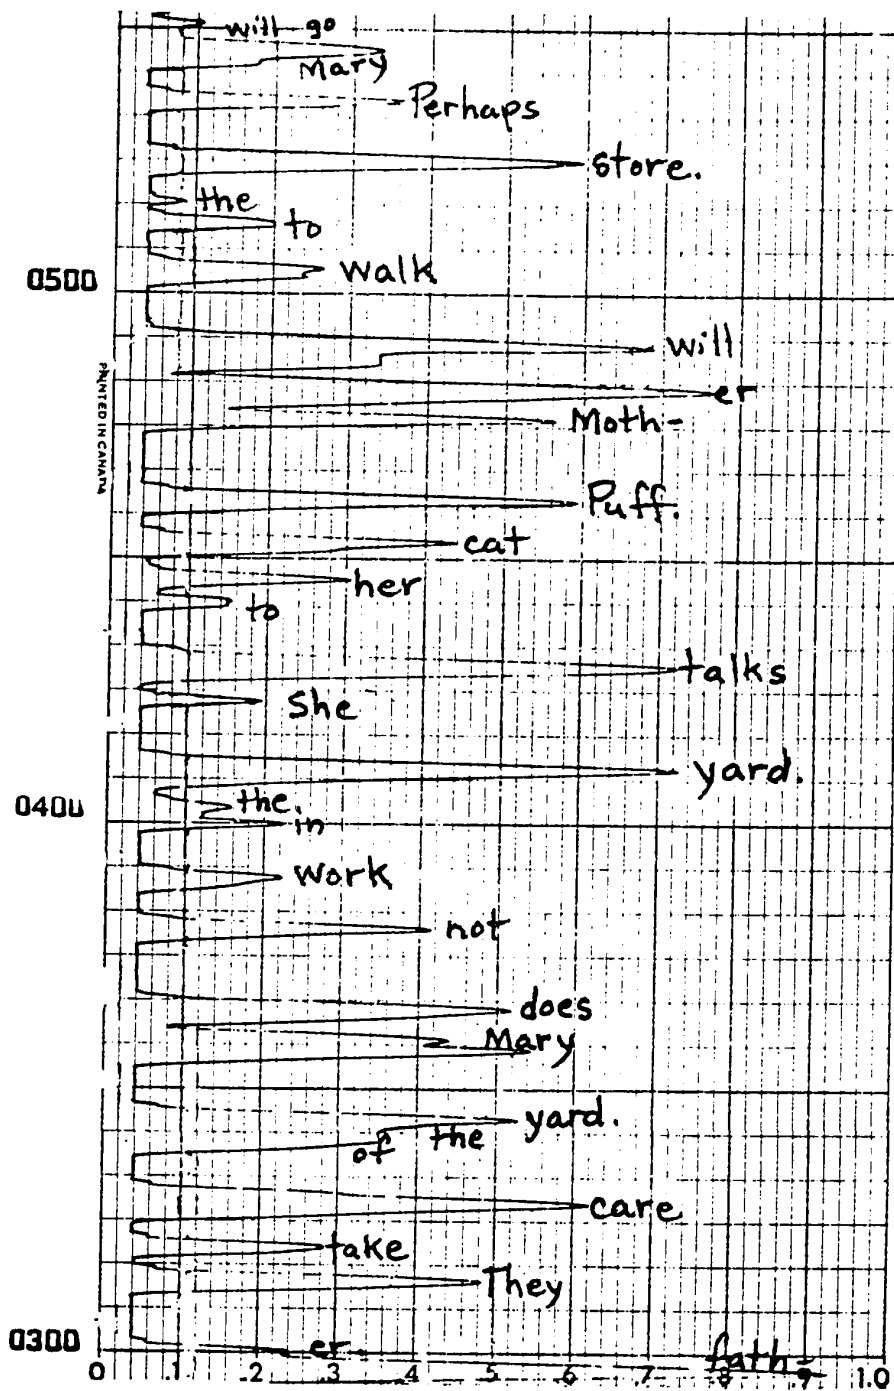 will go
Mary
Perhaps
store.
the
to
walk
0500
will
PRINTED IN CANADA
er
Moth-
Puff.
cat
her
to
talks
She
yard.
0400
the.
in
work
not
does
Mary
yard.
of the
care
take
They
0300
er
fath-
0 .1 .2 .3 .4 .5 .6 .7 .8 .9 1.0